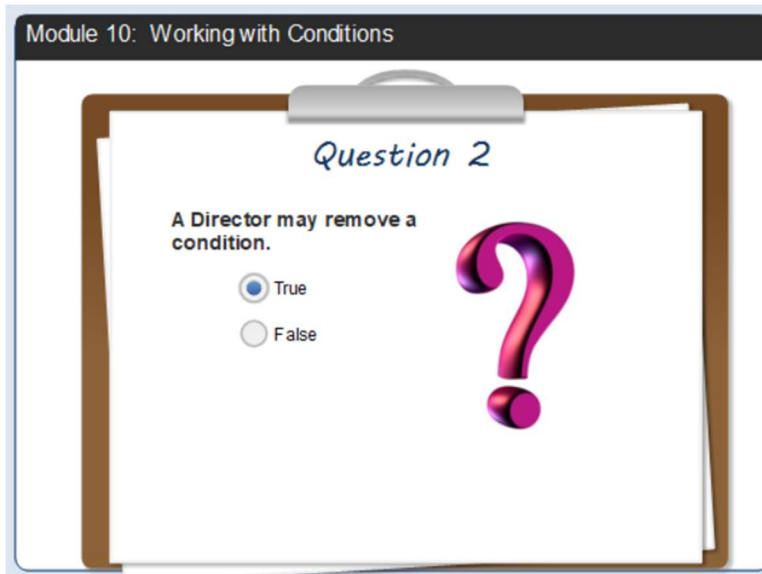 Module 10: Working with Conditions
Question 2
A Director may remove a
condition.
True
False